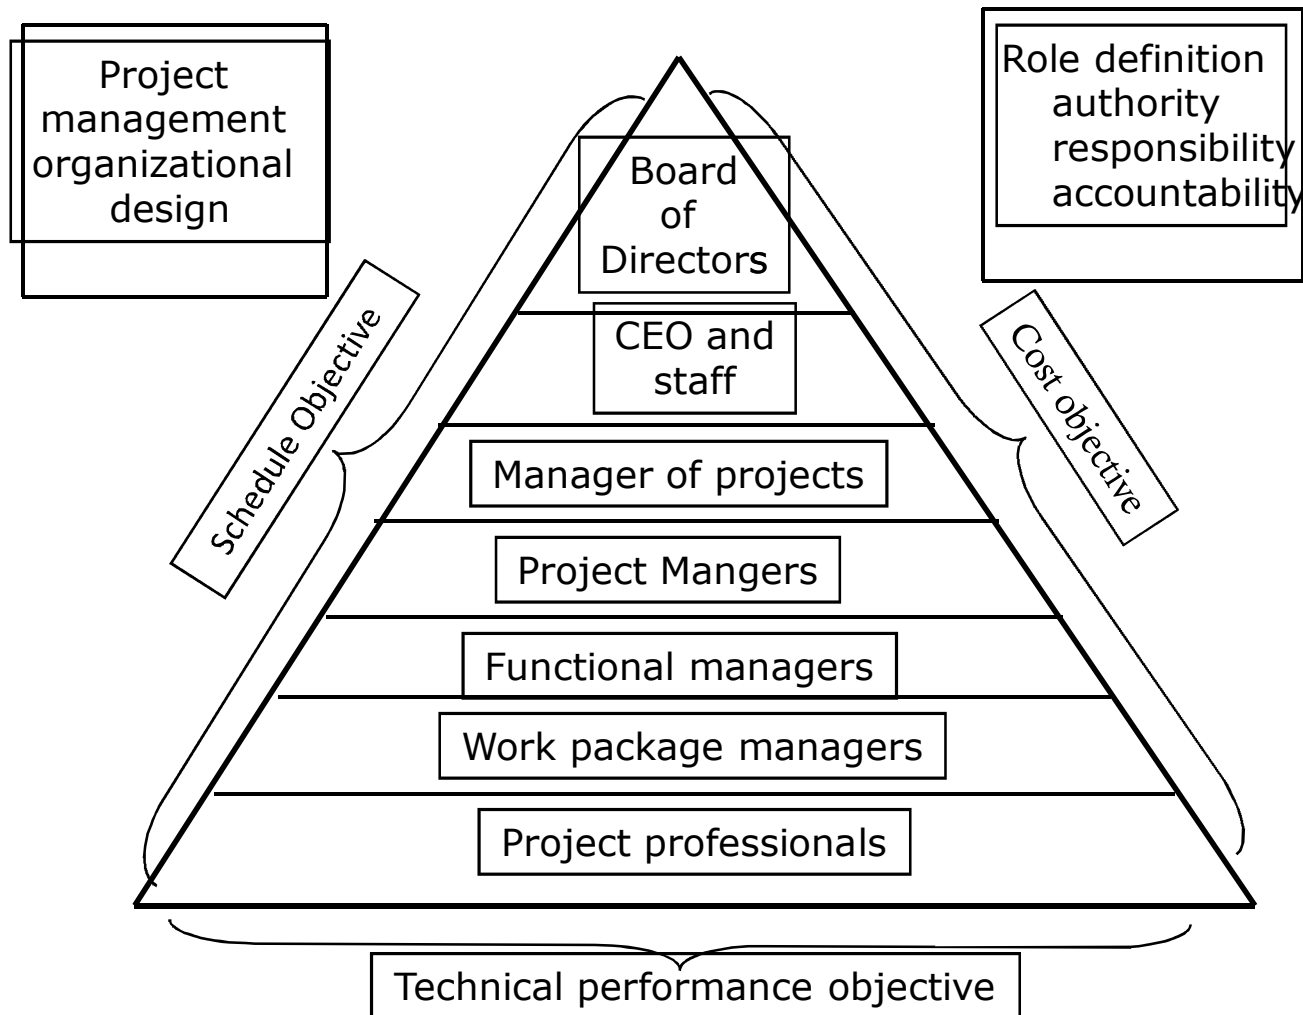 Project
management
organizational
design
Role definition
authority
responsibility
accountability
Board
of
Directors
CEO and
staff
Schedule Objective
Cost objective
Manager of projects
Project Mangers
Functional managers
Work package managers
Project professionals
Technical performance objective